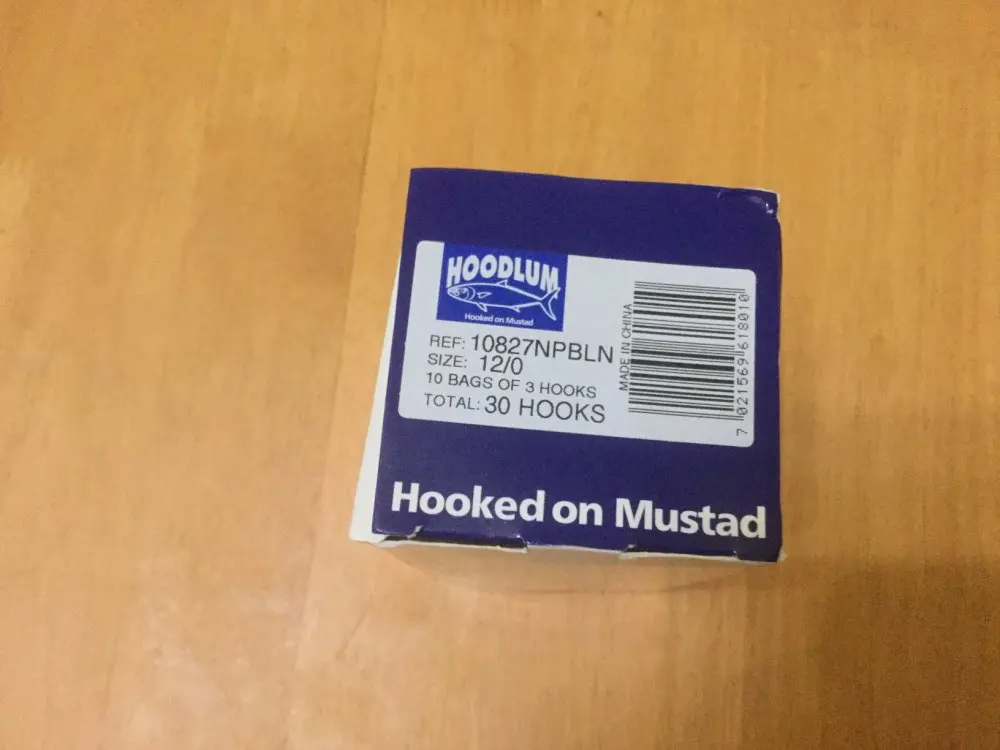 HOODLUM
Hooked on Mustad
REF: 10827NPBLN
SIZE: 12/0
10 BAGS OF 3 HOOKS
TOTAL: 30 HOOKS
MADE IN CHINA
7 021569 618010
Hooked on Mustad